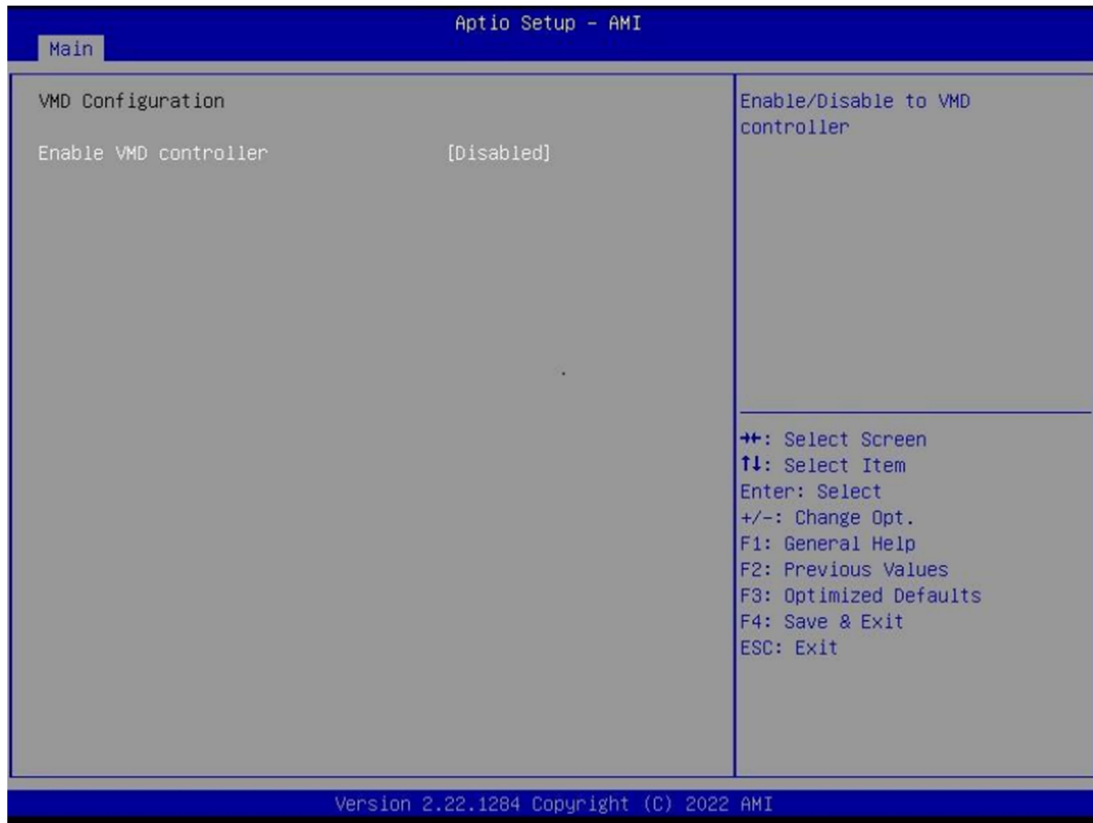 Aptio Setup - AMI
Main
VMD Configuration
Enable VMD controller [Disabled]
Enable/Disable to VMD
controller
→←: Select Screen
↑↓: Select Item
Enter: Select
+/-: Change Opt.
F1: General Help
F2: Previous Values
F3: Optimized Defaults
F4: Save & Exit
ESC: Exit
Version 2.22.1284 Copyright (C) 2022 AMI